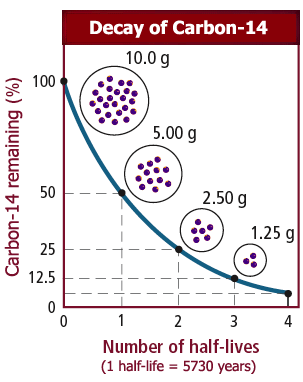 Decay of Carbon-14
10.0 g
5.00 g
2.50 g
1.25 g
Carbon-14 remaining (%)
100
50
25
12.5
0
0 1 2 3 4
Number of half-lives
(1 half-life = 5730 years)